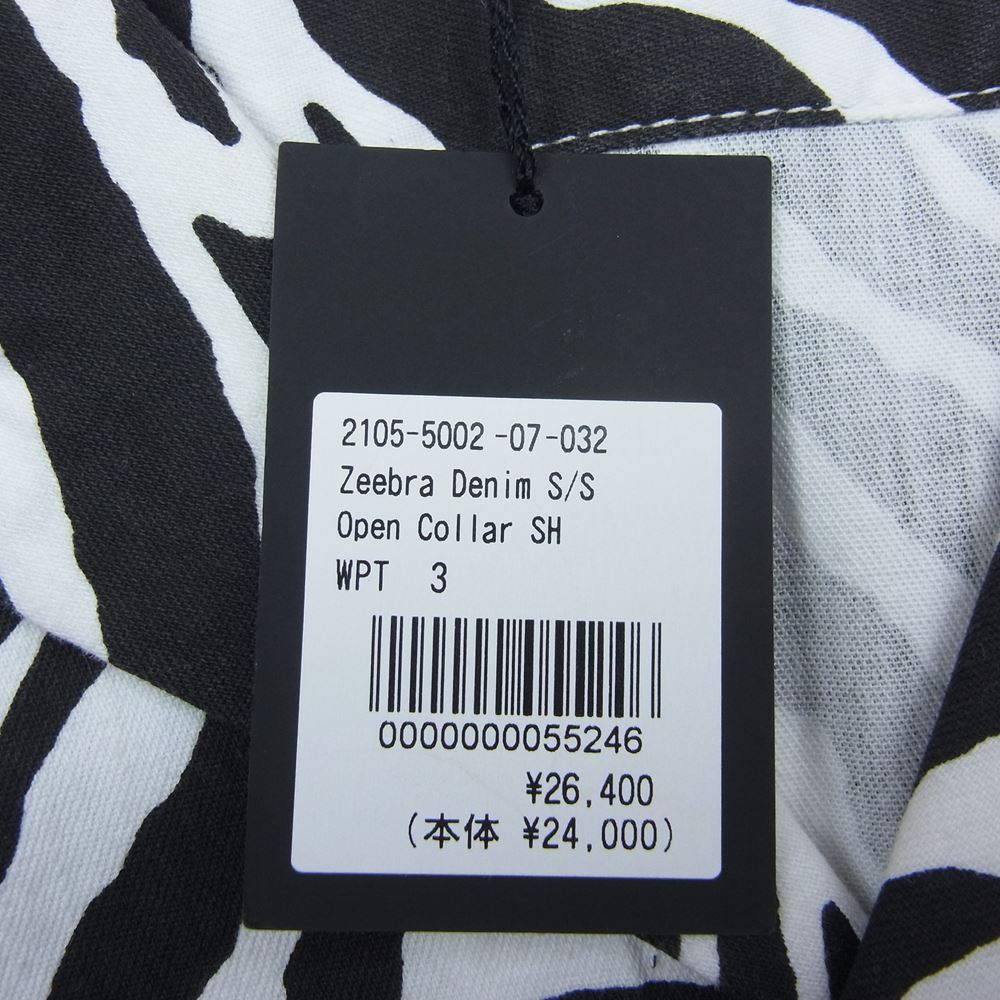 2105-5002 -07-032
Zeebra Denim S/S
Open Collar SH
WPT 3
0000000055246
¥26,400
(本体 ¥24,000)